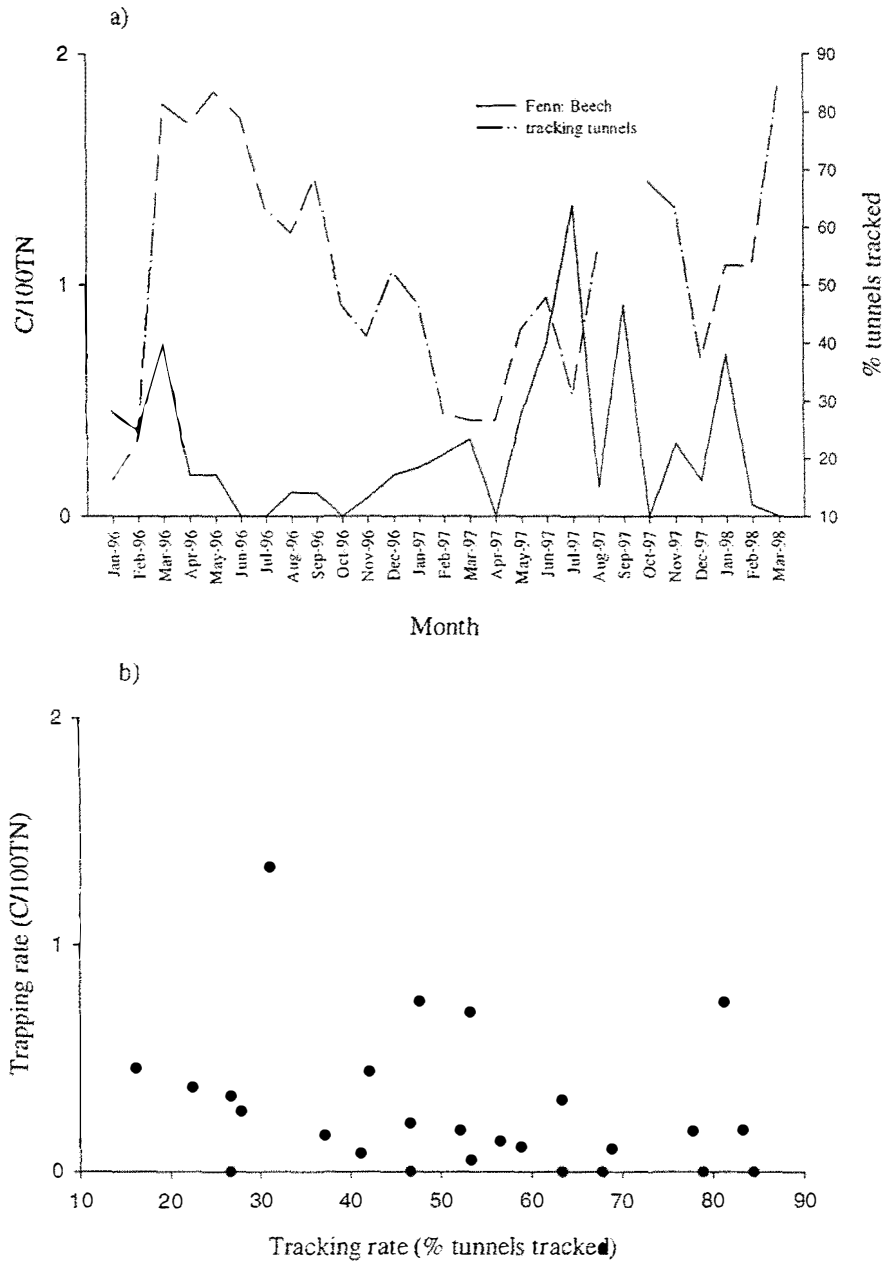 a)
2
1
0
C/100TN
90
80
70
60
50
40
30
20
10
% tunnels tracked
Fenn: Beech
tracking tunnels
Jan-96
Feb-96
Mar-96
Apr-96
May-96
Jun-96
Jul-96
Aug-96
Sep-96
Oct-96
Nov-96
Dec-96
Jan-97
Feb-97
Mar-97
Apr-97
May-97
Jun-97
Jul-97
Aug-97
Sep-97
Oct-97
Nov-97
Dec-97
Jan-98
Feb-98
Mar-98
Month
b)
2
1
0
Trapping rate (C/100TN)
10 20 30 40 50 60 70 80 90
Tracking rate (% tunnels tracked)